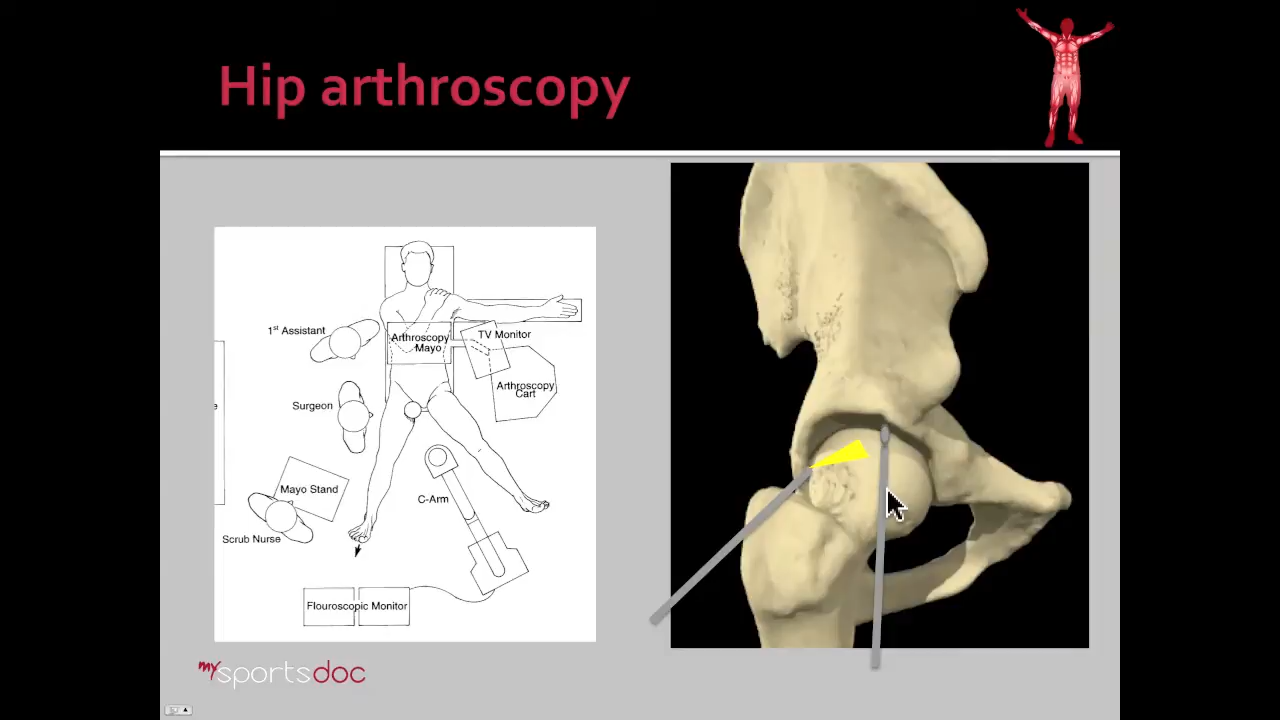 Hip arthroscopy
1st Assistant
Arthroscopy
Mayo
TV Monitor
Arthroscopy
Cart
Surgeon
Mayo Stand
C-Arm
Scrub Nurse
Flouroscopic Monitor
e
mysportsdoc